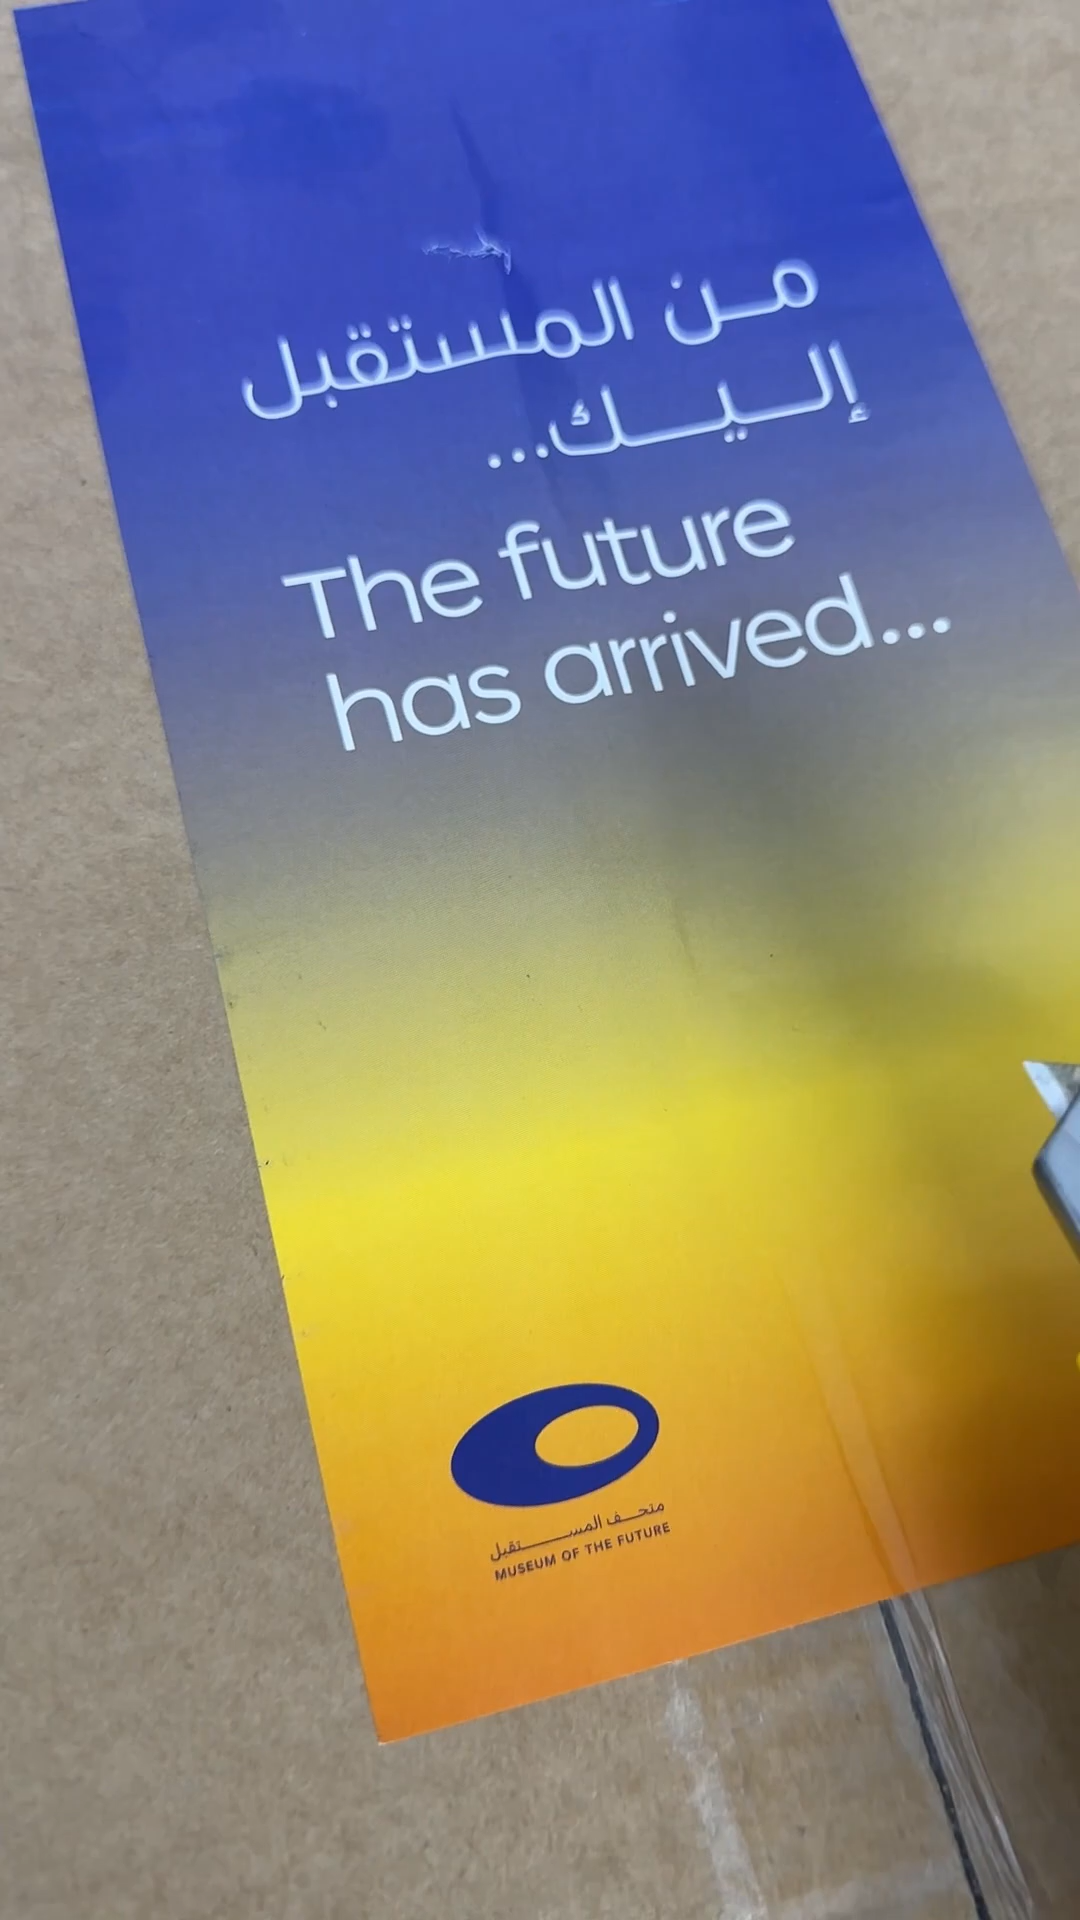 من المستقبل
إليك...
The future
has arrived...
متحف المستقبل
MUSEUM OF THE FUTURE